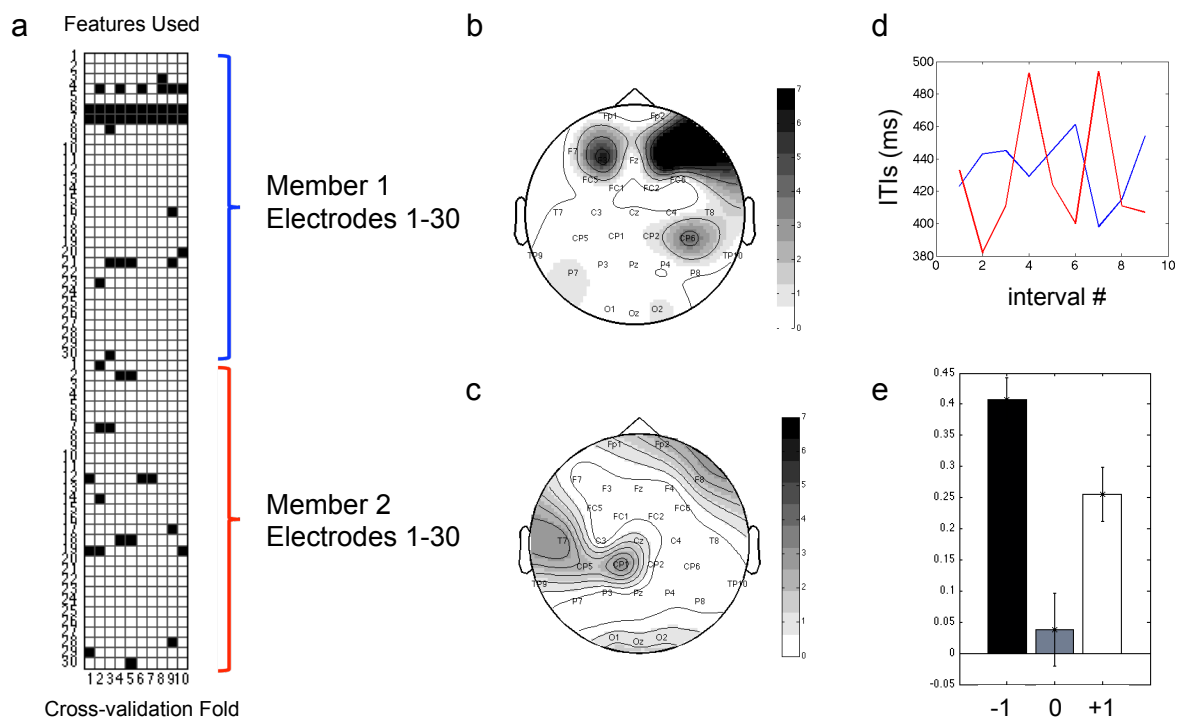 a
Features Used
1
2
3
4
5
6
7
8
9
10
11
12
13
14
15
16
17
18
19
20
21
22
23
24
25
26
27
28
29
30
1
2
3
4
5
6
7
8
9
10
11
12
13
14
15
16
17
18
19
20
21
22
23
24
25
26
27
28
29
30
1 2 3 4 5 6 7 8 9 10
Cross-validation Fold
Member 1
Electrodes 1-30
Member 2
Electrodes 1-30
b
Fp1 Fp2
F7 Fz
FC5 FC1 FC2 FC6
T7 C3 Cz C4 T8
CP5 CP1 CP2 CP6
TP9 TP10
P7 P3 Pz P4 P8
O1 Oz O2
7
6
5
4
3
2
1
0
c
Fp1 Fp2
F7 F3 Fz F4 F8
FC5 FC1 FC2 FC6
T7 C3 Cz C4 T8
CP5 CP1 CP2 CP6
TP9 TP10
P7 P3 Pz P4 P8
O1 Oz O2
7
6
5
4
3
2
1
0
d
ITIs (ms)
500
480
460
440
420
400
380
0 2 4 6 8 10
interval #
e
0.45
0.4
0.35
0.3
0.25
0.2
0.15
0.1
0.05
0
-0.05
-1 0 +1